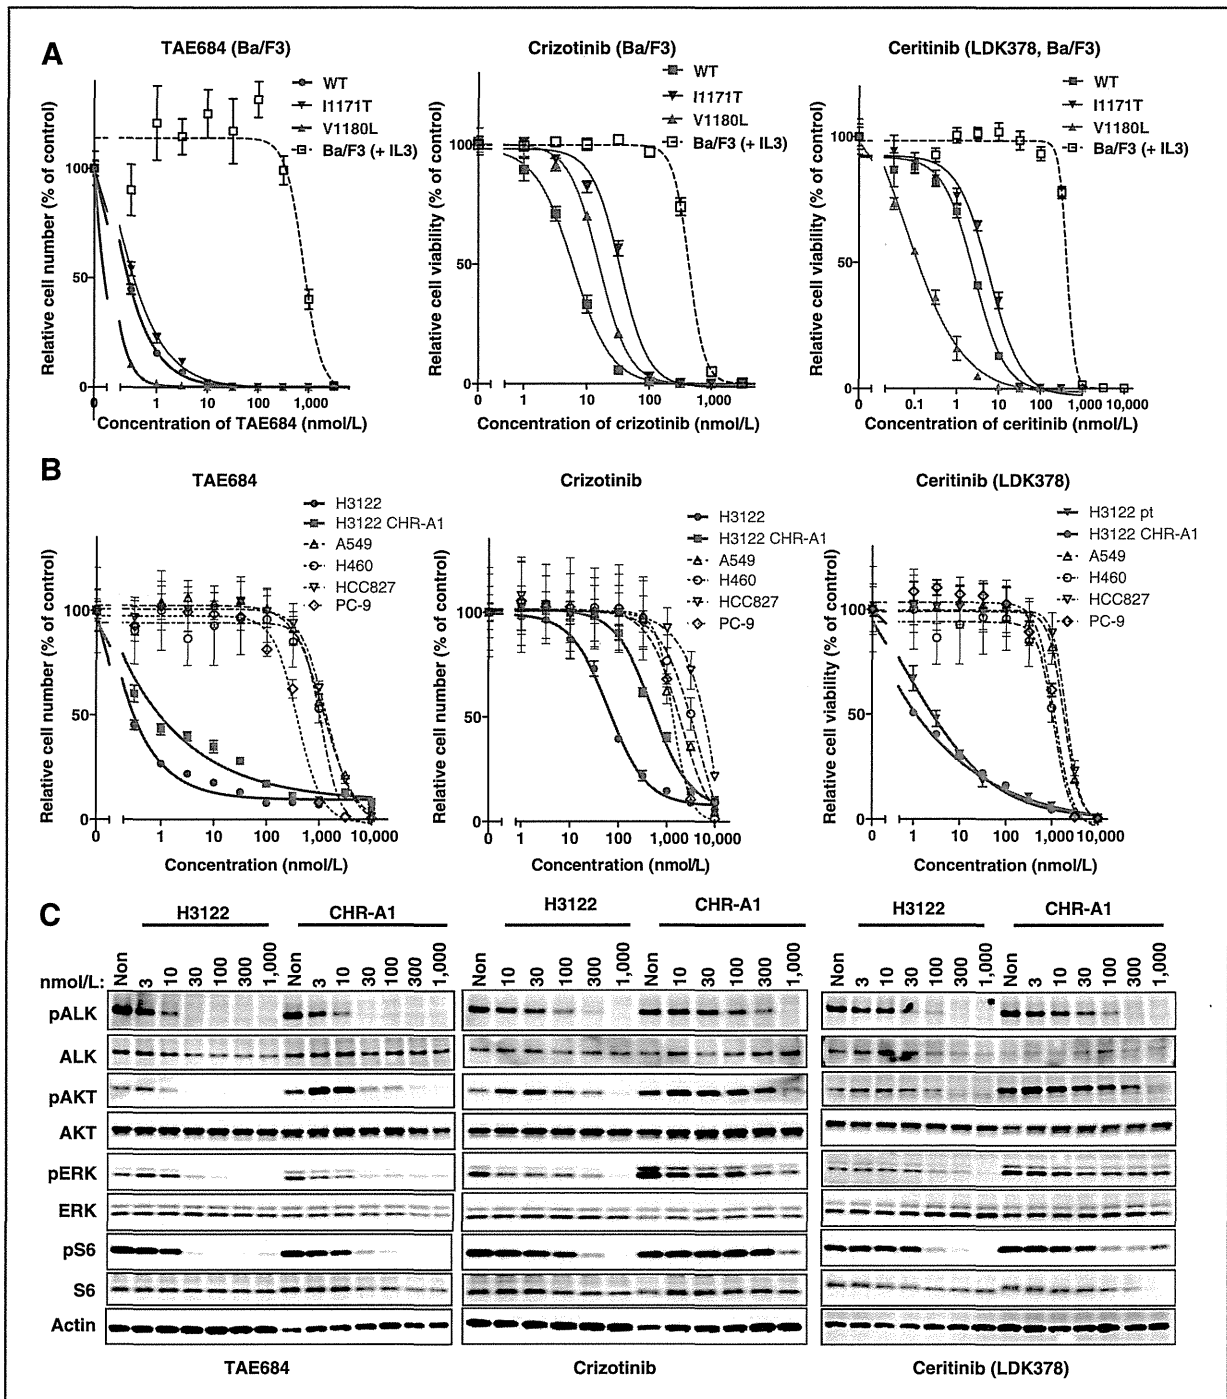 A
TAE684 (Ba/F3)
WT
I1171T
V1180L
Ba/F3 (+ IL3)
Relative cell number (% of control)
100
50
0
0 1 10 100 1,000
Concentration of TAE684 (nmol/L)
Crizotinib (Ba/F3)
WT
I1171T
V1180L
Ba/F3 (+ IL3)
Relative cell viability (% of control)
100
50
0
0 1 10 100 1,000
Concentration of crizotinib (nmol/L)
Ceritinib (LDK378, Ba/F3)
WT
I1171T
V1180L
Ba/F3 (+ IL3)
Relative cell viability (% of control)
100
50
0
0 0.1 1 10 100 1,000 10,000
Concentration of ceritinib (nmol/L)
B
TAE684
H3122
H3122 CHR-A1
A549
H460
HCC827
PC-9
Relative cell number (% of control)
100
50
0
0 1 10 100 1,000 10,000
Concentration (nmol/L)
Crizotinib
H3122
H3122 CHR-A1
A549
H460
HCC827
PC-9
Relative cell number (% of control)
100
50
0
0 1 10 100 1,000 10,000
Concentration (nmol/L)
Ceritinib (LDK378)
H3122 pt
H3122 CHR-A1
A549
H460
HCC827
PC-9
Relative cell viability (% of control)
100
50
0
0 1 10 100 1,000 10,000
Concentration (nmol/L)
C
H3122 CHR-A1 H3122 CHR-A1 H3122 CHR-A1
nmol/L: Non 3 10 30 100 300 1,000 Non 3 10 30 100 300 1,000
Non 10 30 100 300 1,000 Non 10 30 100 300 1,000
Non 3 10 30 100 300 1,000 Non 3 10 30 100 300 1,000
pALK
ALK
pAKT
AKT
pERK
ERK
pS6
S6
Actin
TAE684 Crizotinib Ceritinib (LDK378)